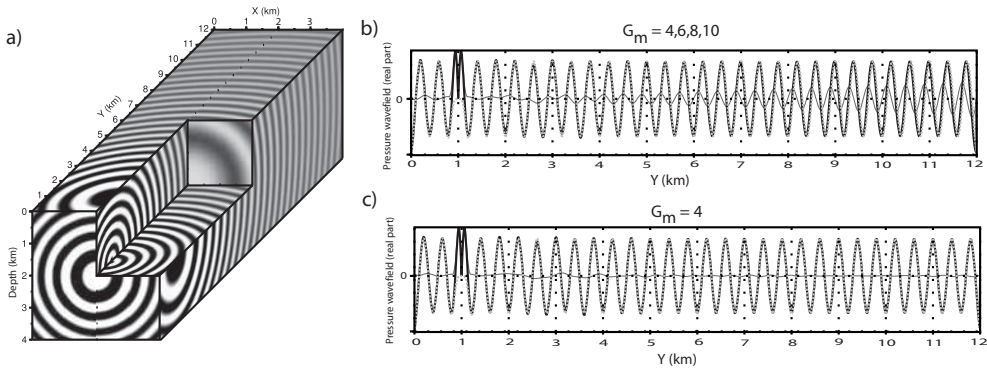 a)
X (km)
0 1 2 3
Y (km)
12
11
10
9
8
7
6
5
4
3
2
1
0
1
2
3
4
Depth (km)
b)
G_m = 4,6,8,10
Pressure wavefield (real part)
0
0 1 2 3 4 5 6 7 8 9 10 11 12
Y (km)
c)
G_m = 4
Pressure wavefield (real part)
0
0 1 2 3 4 5 6 7 8 9 10 11 12
Y (km)